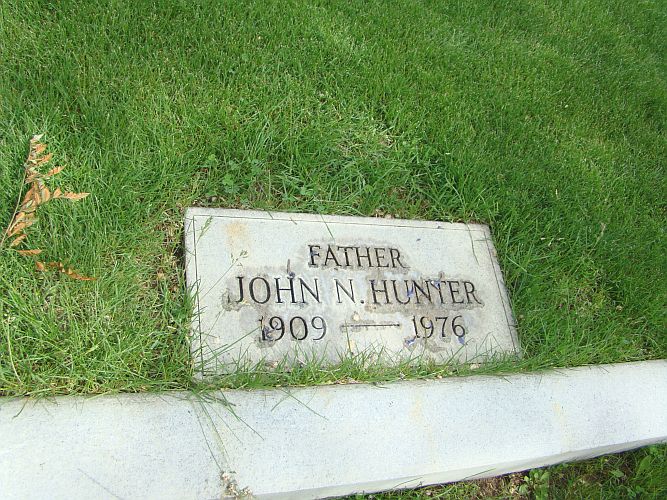 FATHER
JOHN N. HUNTER
1909 — 1976